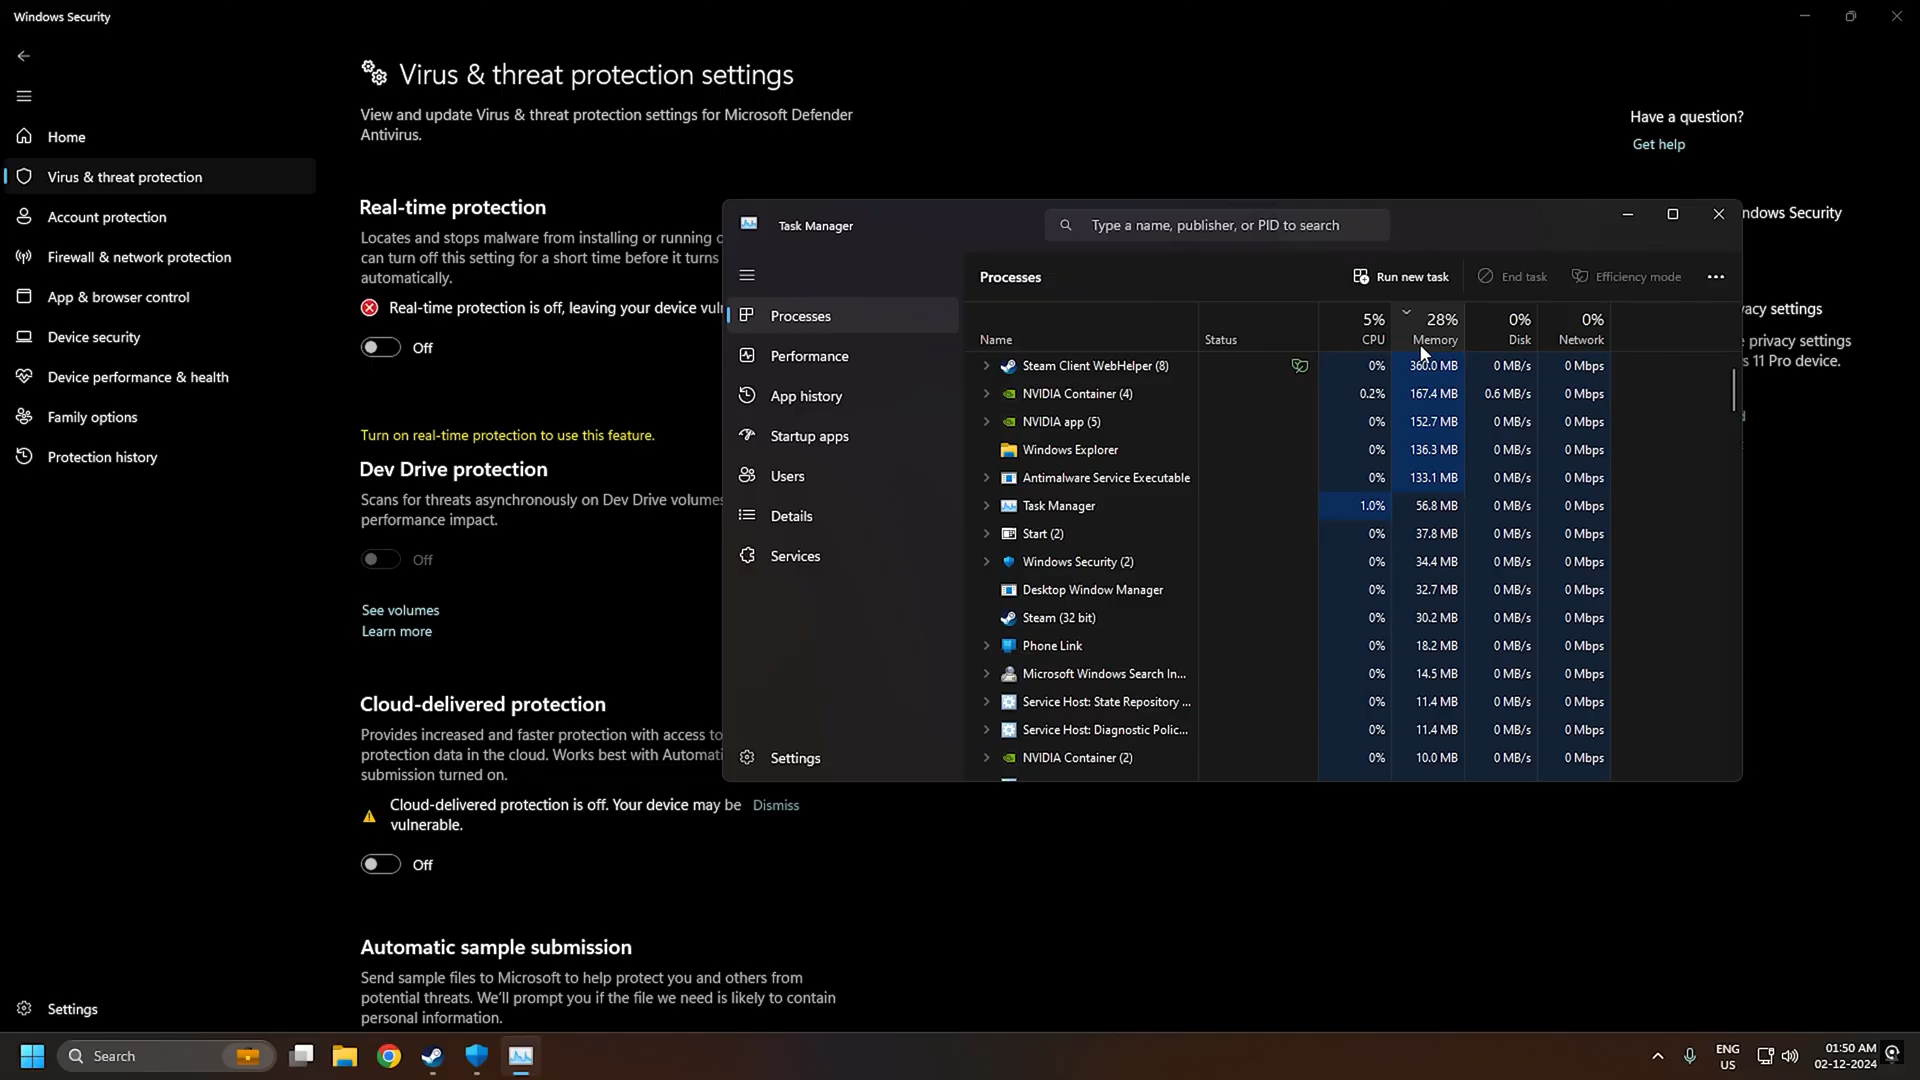 Windows Security
Home
Virus & threat protection
Account protection
Firewall & network protection
App & browser control
Device security
Device performance & health
Family options
Protection history
Settings
Virus & threat protection settings
View and update Virus & threat protection settings for Microsoft Defender
Antivirus.
Real-time protection
Locates and stops malware from installing or running
can turn off this setting for a short time before it turns
automatically.
Real-time protection is off, leaving your device
Off
Turn on real-time protection to use this feature.
Dev Drive protection
Scans for threats asynchronously on Dev Drive volumes
performance impact.
Off
See volumes
Learn more
Cloud-delivered protection
Provides increased and faster protection with access to
protection data in the cloud. Works best with
submission turned on.
Cloud-delivered protection is off. Your device may be
vulnerable.
Dismiss
Off
Automatic sample submission
Send sample files to Microsoft to help protect you and others from
potential threats. We'll prompt you if the file we need is likely to contain
personal information.
Have a question?
Get help
ndows Security
acy settings
e privacy settings
s 11 Pro device.
Task Manager
Type a name, publisher, or PID to search
Processes
Performance
App history
Startup apps
Users
Details
Services
Settings
Processes
Run new task
End task
Efficiency mode
5% 28% 0% 0%
Name Status CPU Memory Disk Network
Steam Client WebHelper (8) 0% 360.0 MB 0 MB/s 0 Mbps
NVIDIA Container (4) 0.2% 167.4 MB 0.6 MB/s 0 Mbps
NVIDIA app (5) 0% 152.7 MB 0 MB/s 0 Mbps
Windows Explorer 0% 136.3 MB 0 MB/s 0 Mbps
Antimalware Service Executable 0% 133.1 MB 0 MB/s 0 Mbps
Task Manager 1.0% 56.8 MB 0 MB/s 0 Mbps
Start (2) 0% 37.8 MB 0 MB/s 0 Mbps
Windows Security (2) 0% 34.4 MB 0 MB/s 0 Mbps
Desktop Window Manager 0% 32.7 MB 0 MB/s 0 Mbps
Steam (32 bit) 0% 30.2 MB 0 MB/s 0 Mbps
Phone Link 0% 18.2 MB 0 MB/s 0 Mbps
Microsoft Windows Search In... 0% 14.5 MB 0 MB/s 0 Mbps
Service Host: State Repository ... 0% 11.4 MB 0 MB/s 0 Mbps
Service Host: Diagnostic Polic... 0% 11.4 MB 0 MB/s 0 Mbps
NVIDIA Container (2) 0% 10.0 MB 0 MB/s 0 Mbps
Search
ENG
US
01:50 AM
02-12-2024